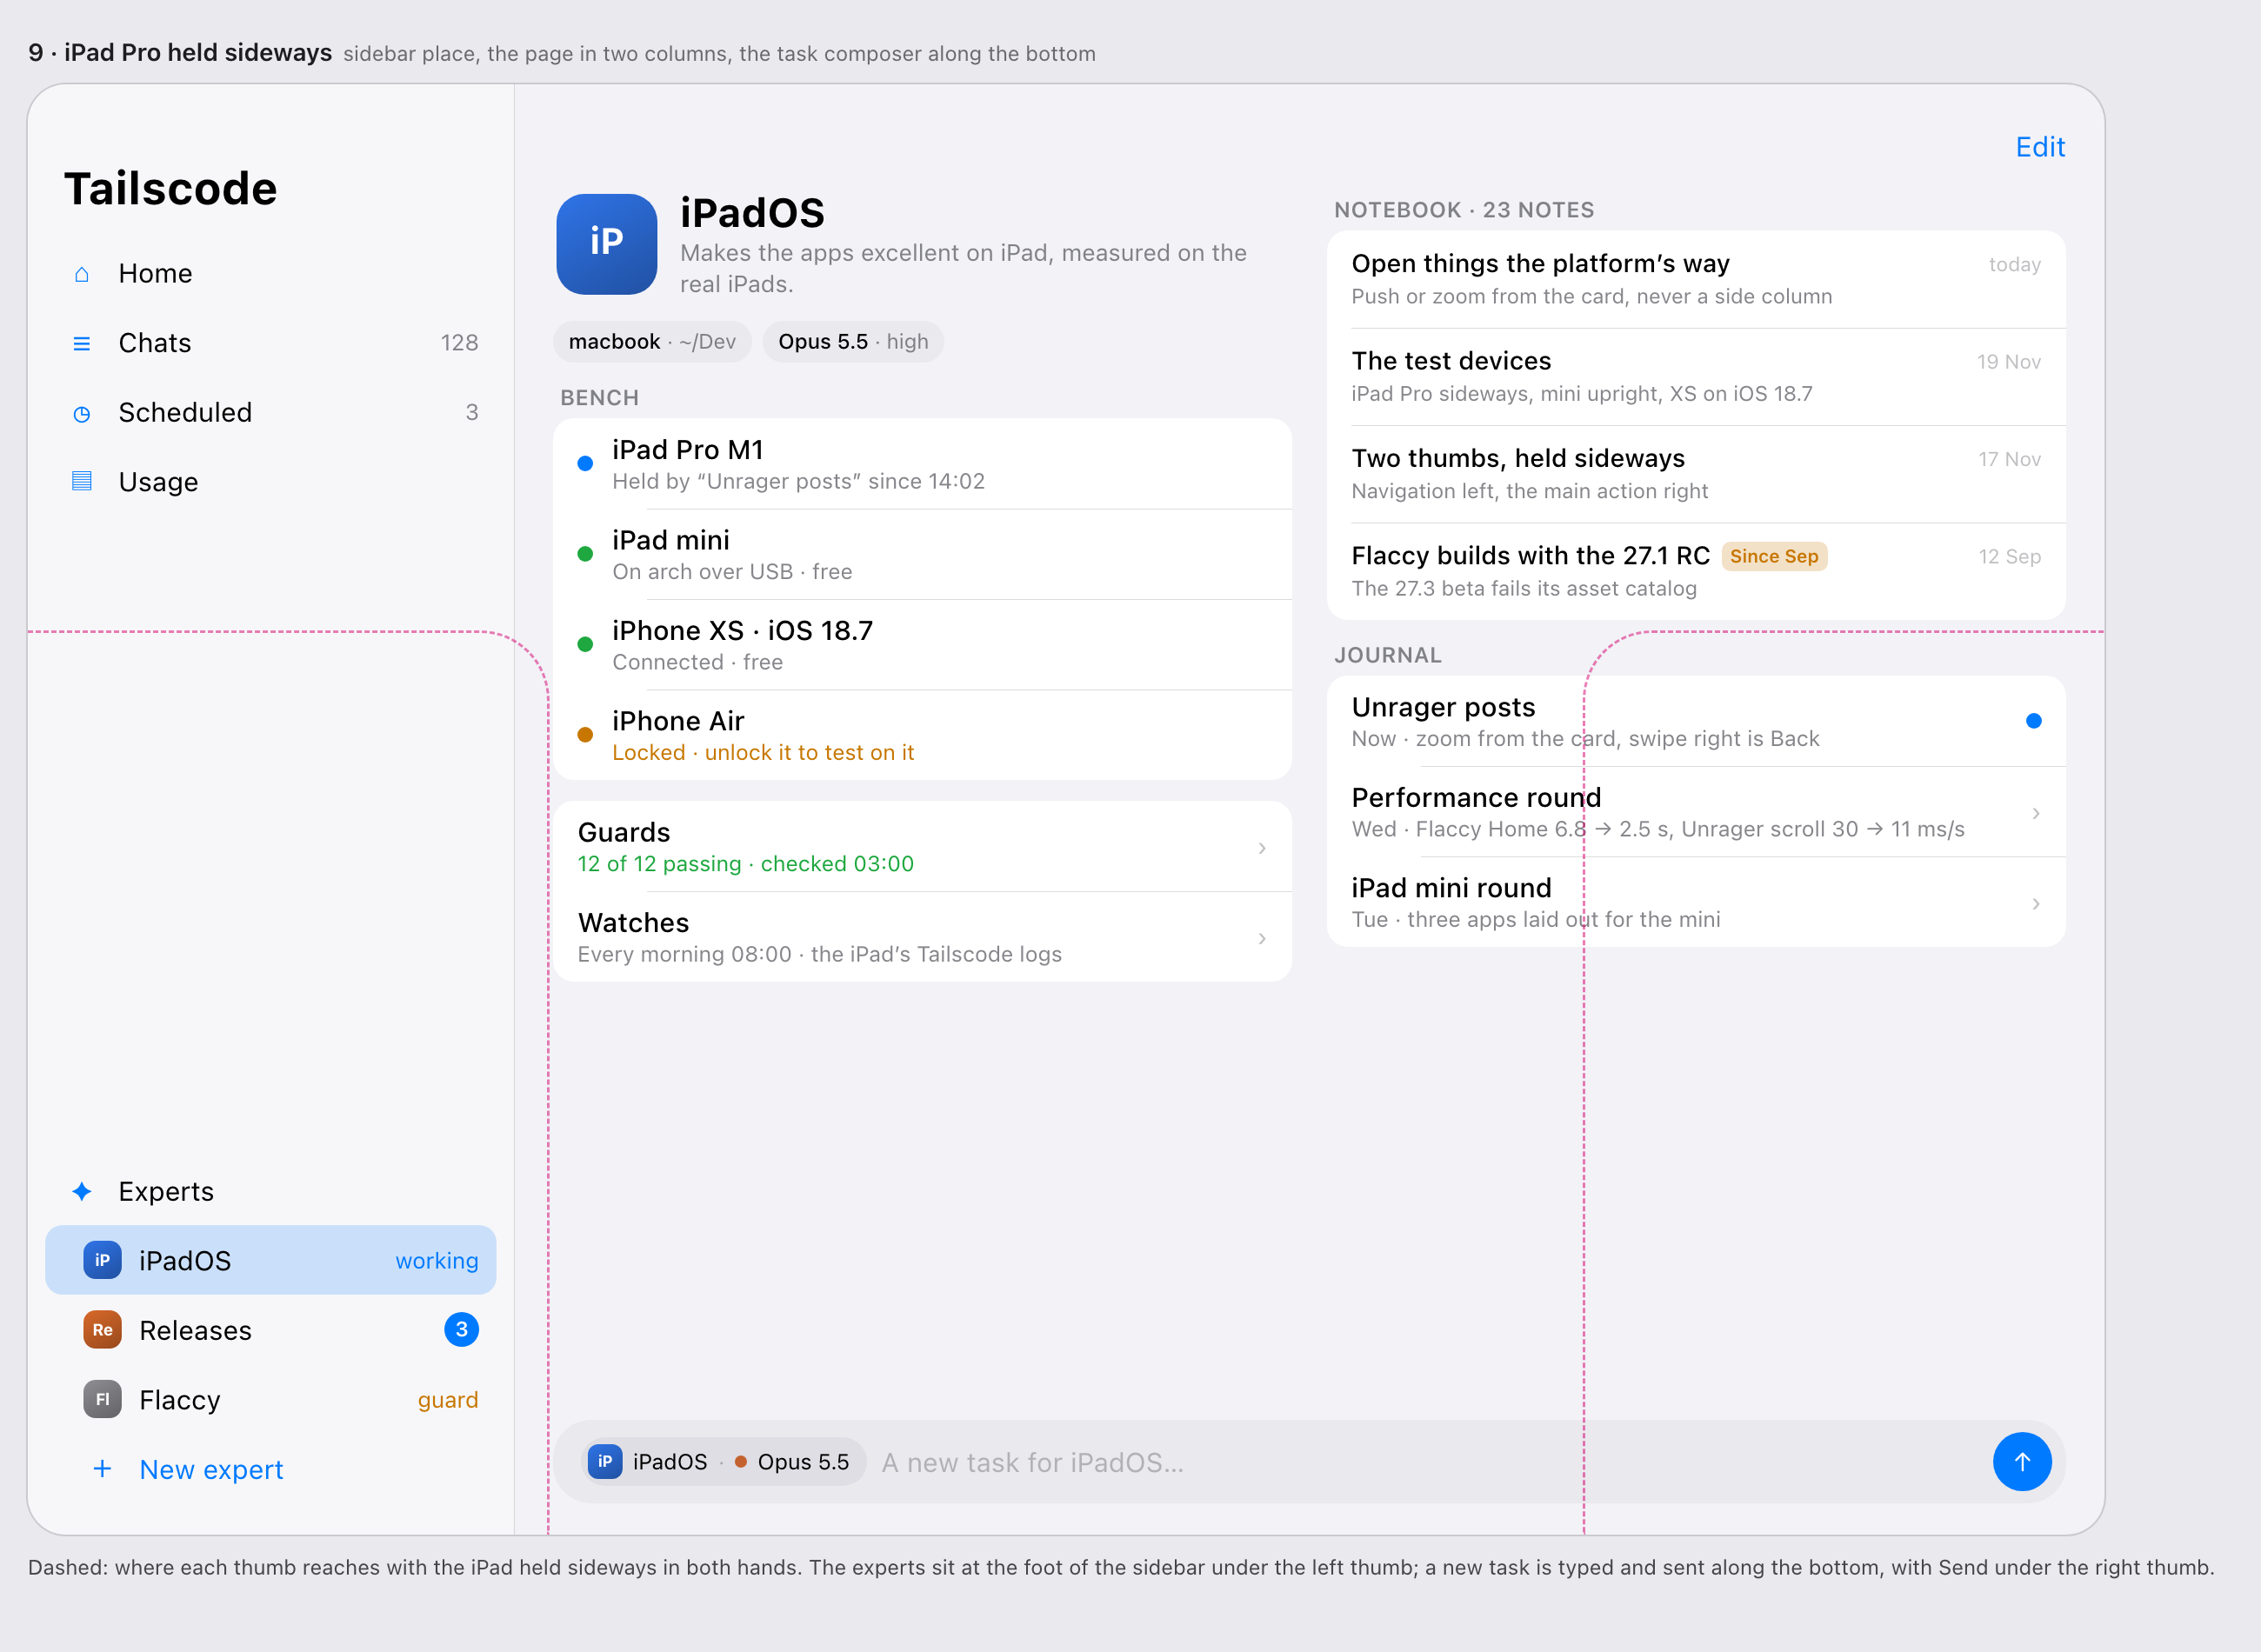 9 · iPad Pro held sideways sidebar place, the page in two columns, the task composer along the bottom
Tailscode
Home
Chats 128
Scheduled 3
Usage
Experts
iP iPadOS working
Re Releases 3
Fl Flaccy guard
+ New expert
Edit
iP
iPadOS
Makes the apps excellent on iPad, measured on the
real iPads.
macbook · ~/Dev Opus 5.5 · high
BENCH
iPad Pro M1
Held by “Unrager posts” since 14:02
iPad mini
On arch over USB · free
iPhone XS · iOS 18.7
Connected · free
iPhone Air
Locked · unlock it to test on it
Guards
12 of 12 passing · checked 03:00
Watches
Every morning 08:00 · the iPad’s Tailscode logs
NOTEBOOK · 23 NOTES
Open things the platform’s way today
Push or zoom from the card, never a side column
The test devices 19 Nov
iPad Pro sideways, mini upright, XS on iOS 18.7
Two thumbs, held sideways 17 Nov
Navigation left, the main action right
Flaccy builds with the 27.1 RC Since Sep 12 Sep
The 27.3 beta fails its asset catalog
JOURNAL
Unrager posts
Now · zoom from the card, swipe right is Back
Performance round
Wed · Flaccy Home 6.8 → 2.5 s, Unrager scroll 30 → 11 ms/s
iPad mini round
Tue · three apps laid out for the mini
iP iPadOS · Opus 5.5 A new task for iPadOS…
Dashed: where each thumb reaches with the iPad held sideways in both hands. The experts sit at the foot of the sidebar under the left thumb; a new task is typed and sent along the bottom, with Send under the right thumb.